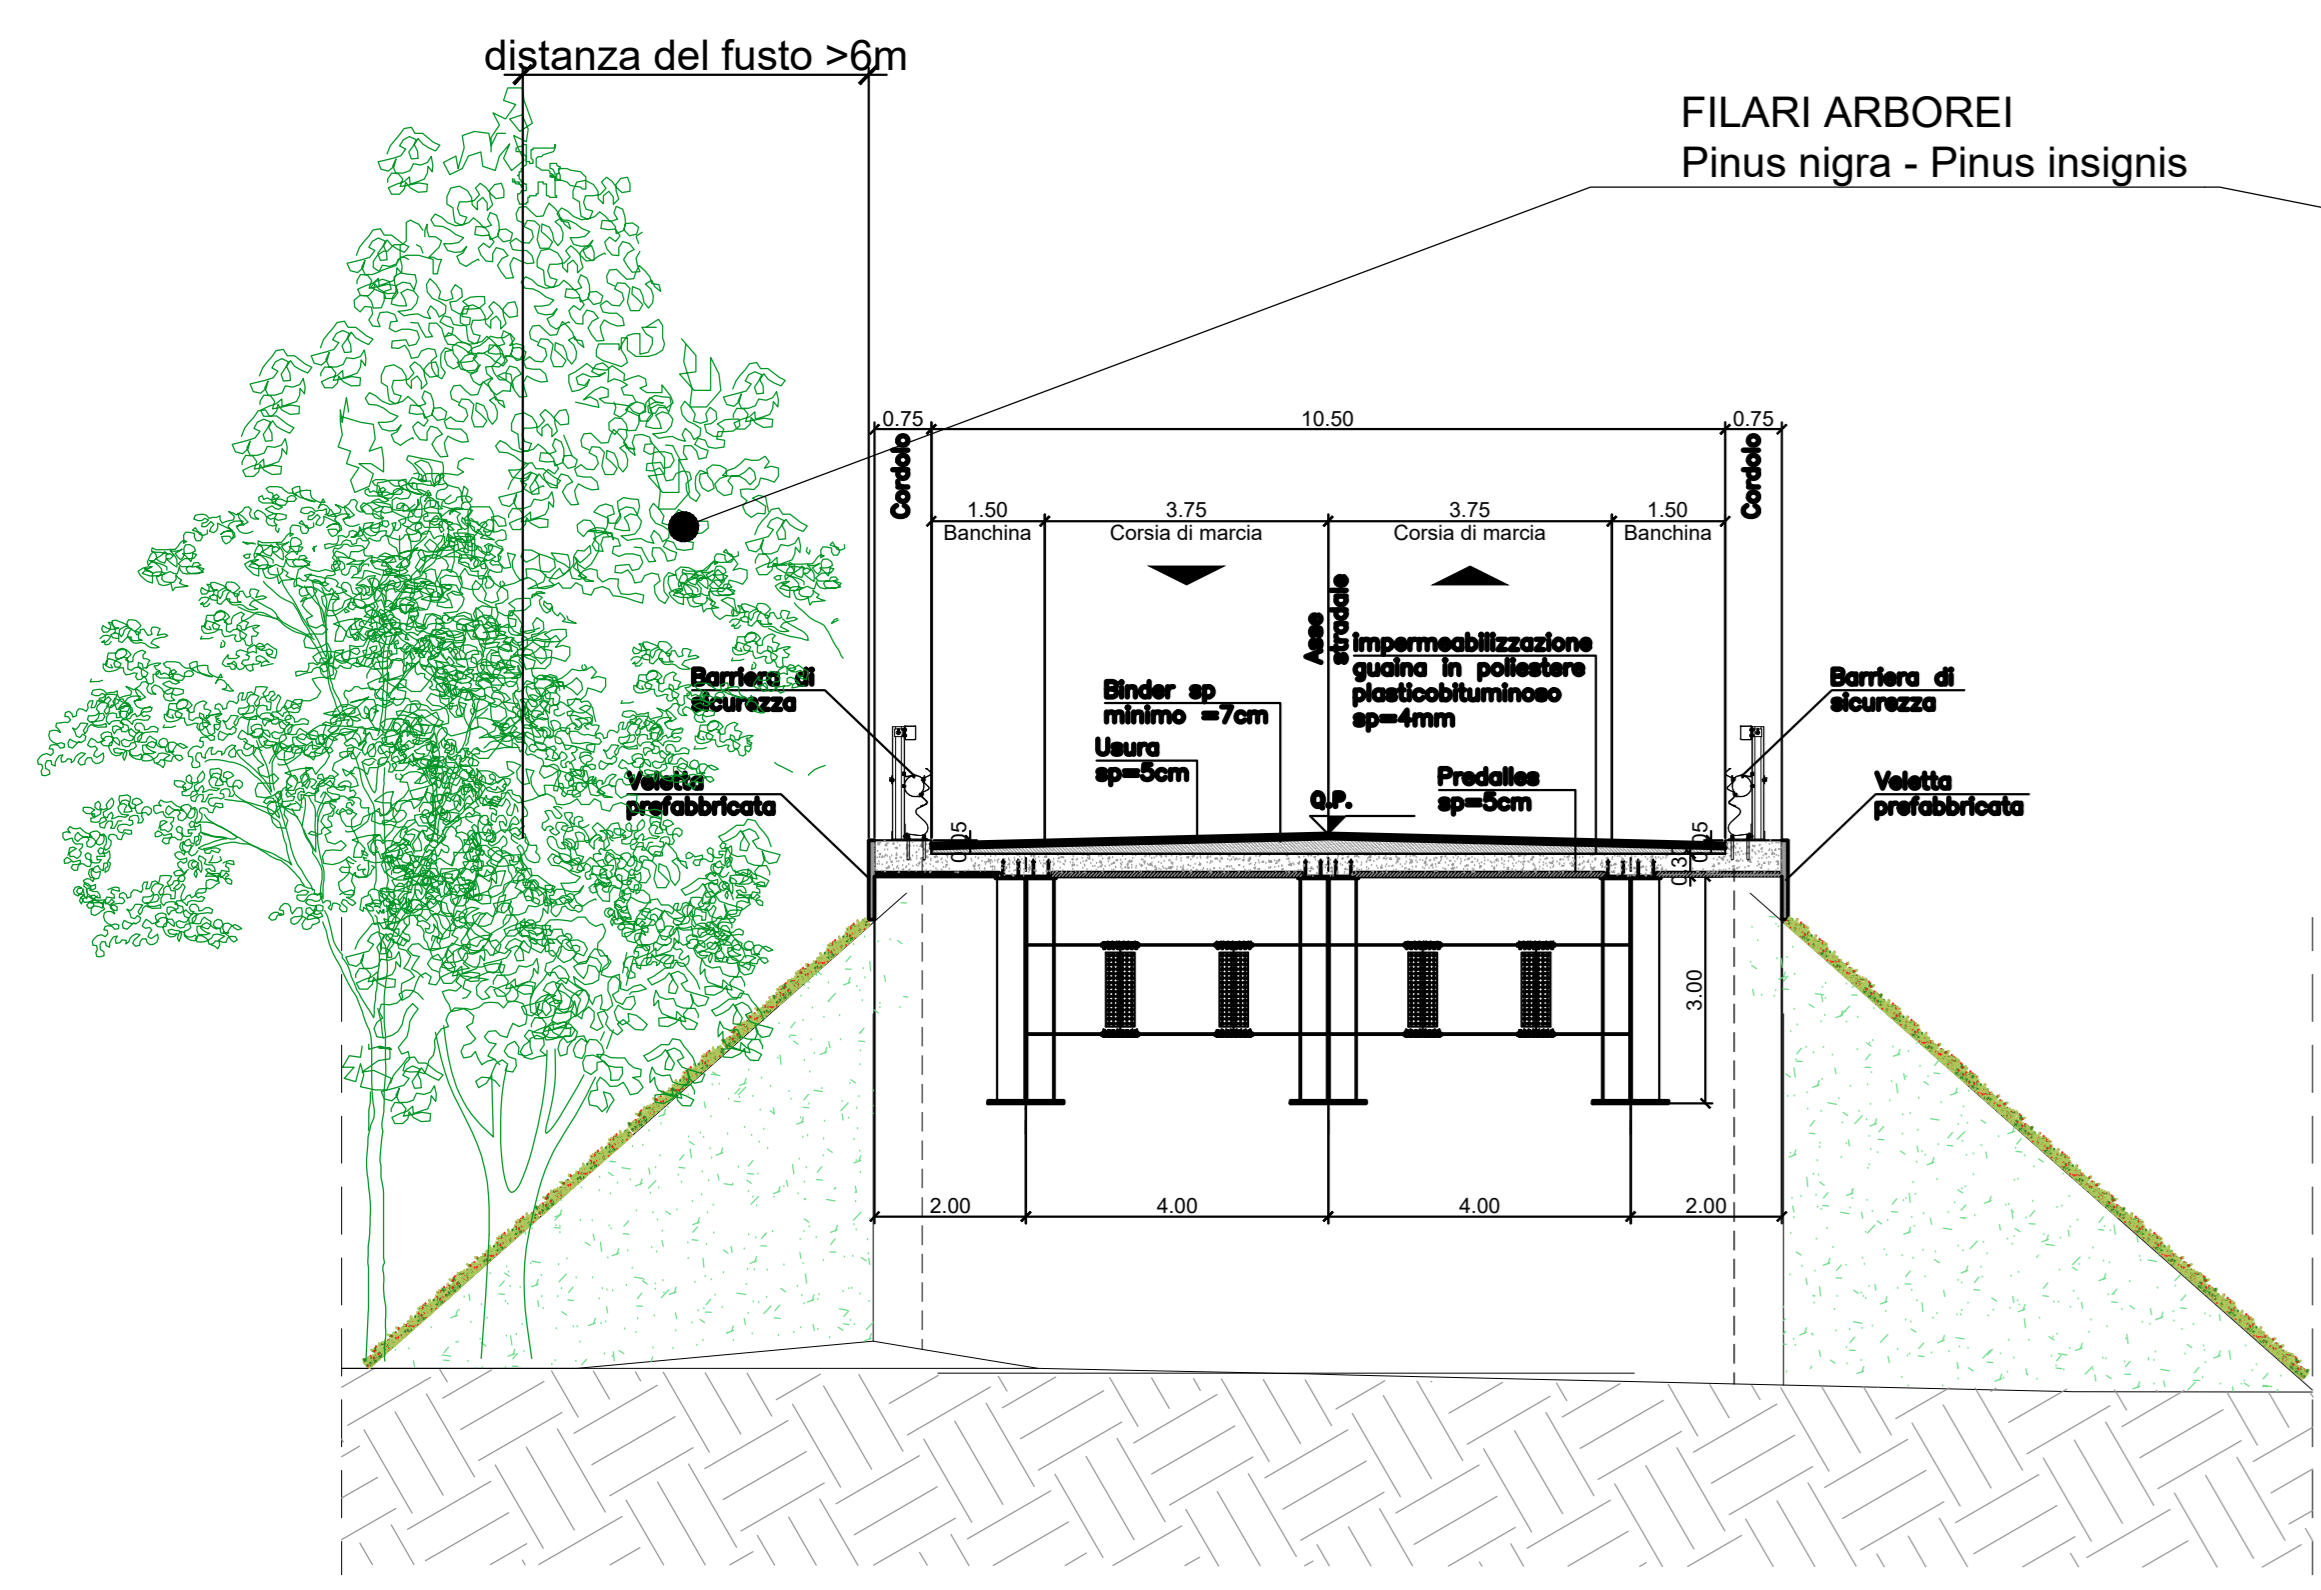 distanza del fusto >6m
FILARI ARBOREI
Pinus nigra - Pinus insignis
0.75
10.50
0.75
Cordolo
Cordolo
1.50
3.75
3.75
1.50
Banchina
Corsia di marcia
Corsia di marcia
Banchina
Asse
stradale
impermeabilizzazione
guaina in poliestere
plasticobituminoso
sp=4mm
Barriera di
sicurezza
Binder sp
minimo =7cm
Usura
sp=5cm
Barriera di
sicurezza
Veletta
prefabbricata
Q.P.
Predalles
sp=5cm
Veletta
prefabbricata
3.00
2.00
4.00
4.00
2.00